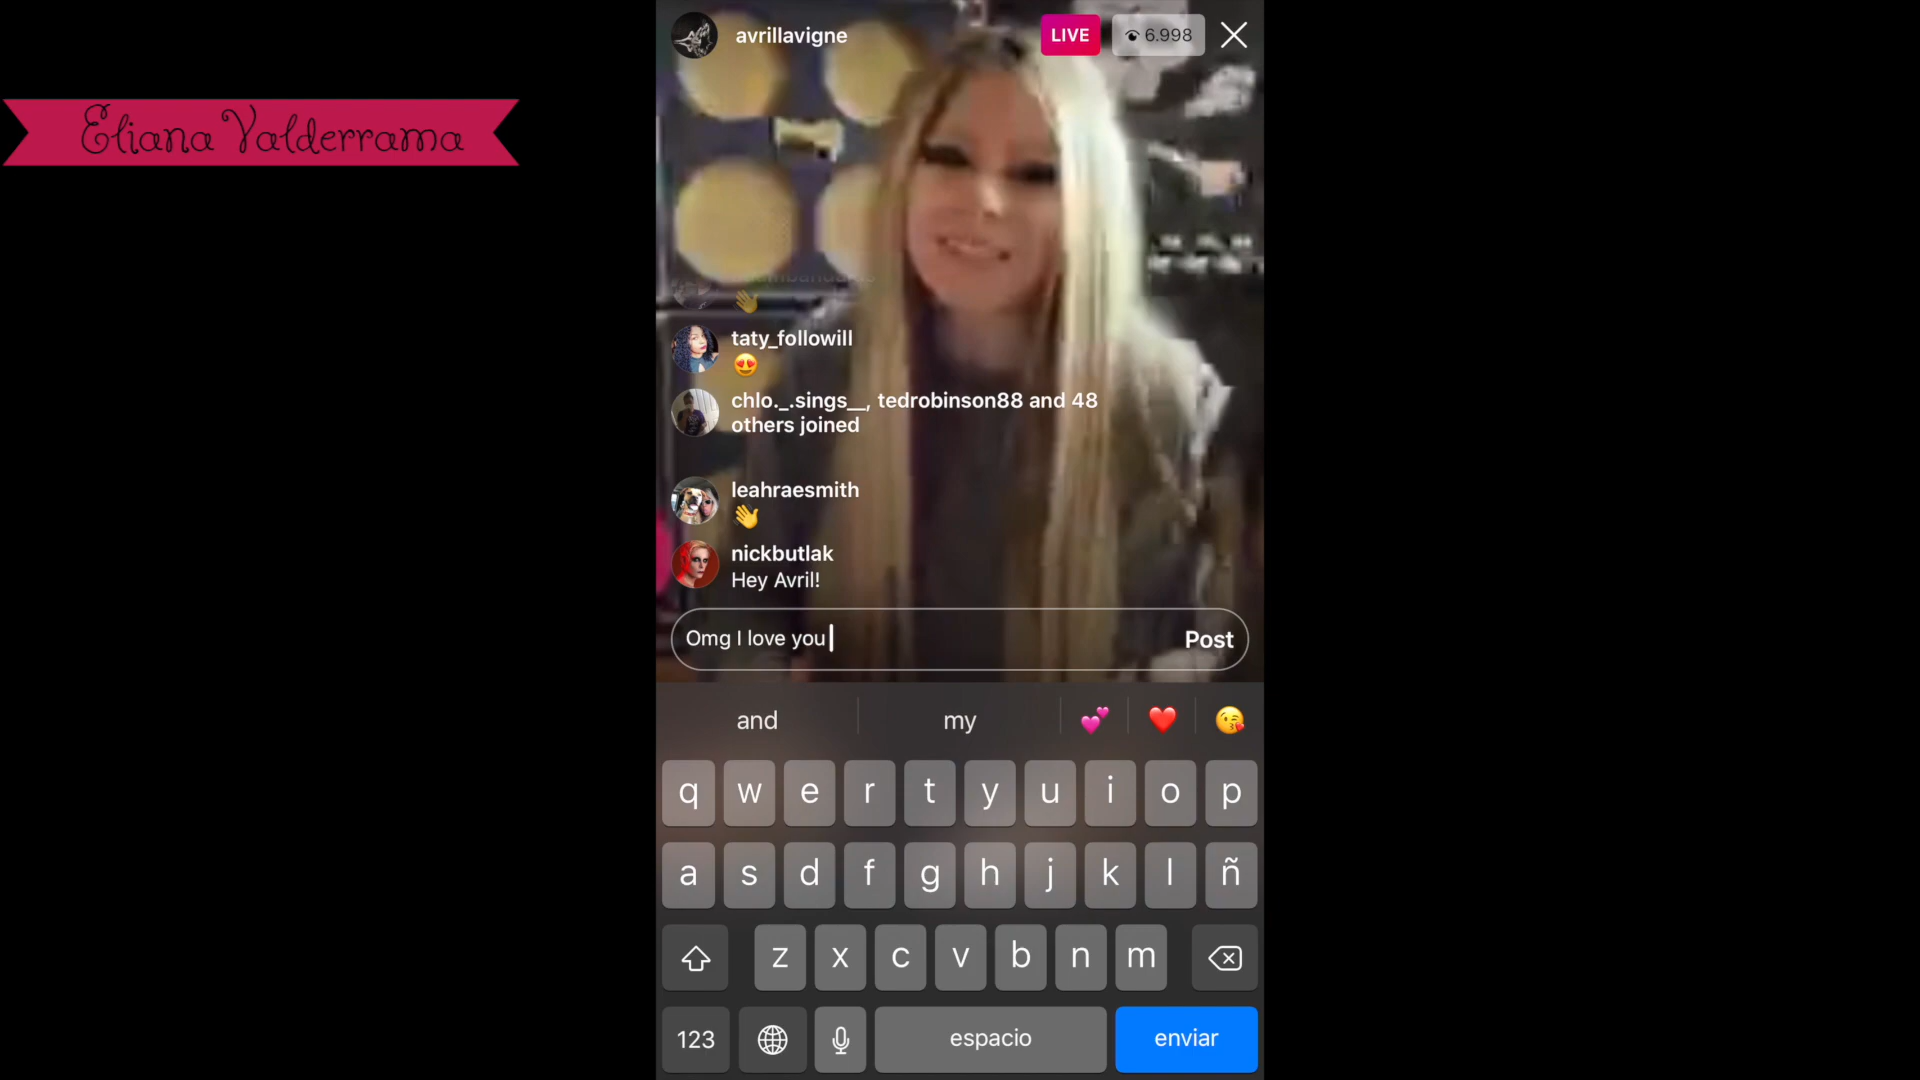 avrillavigne
LIVE
6.998
Eliana Valderrama
taty_followill
chlo._.sings__, tedrobinson88 and 48
others joined
leahraesmith
nickbutlak
Hey Avril!
Omg I love you
Post
and my
q w e r t y u i o p
a s d f g h j k l ñ
z x c v b n m
123 espacio enviar